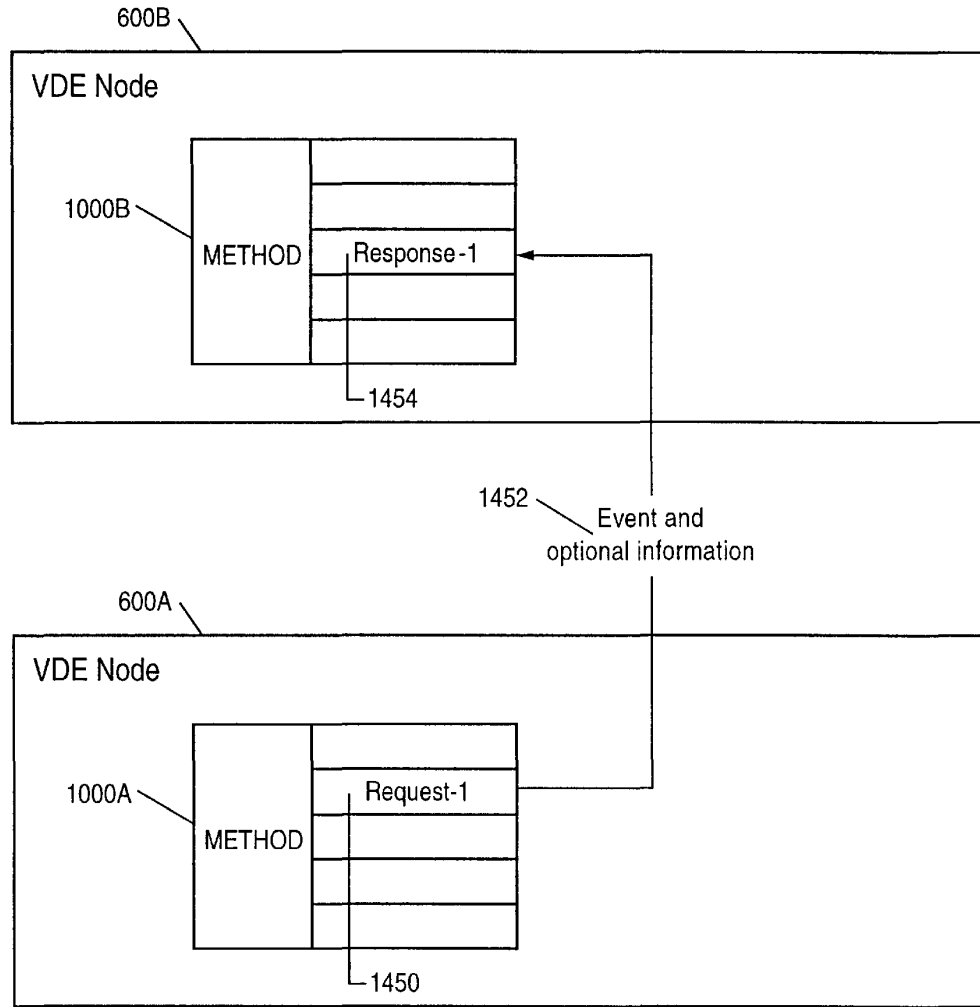 600B
VDE Node
1000B
METHOD
Response-1
1454
1452
Event and
optional information
600A
VDE Node
1000A
METHOD
Request-1
1450